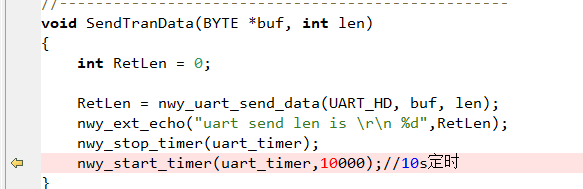 //--------------------------------------------------
void SendTranData(BYTE *buf, int len)
{
    int RetLen = 0;
    RetLen = nwy_uart_send_data(UART_HD, buf, len);
    nwy_ext_echo("uart send len is \r\n %d",RetLen);
    nwy_stop_timer(uart_timer);
    nwy_start_timer(uart_timer,10000);//10s定时
}